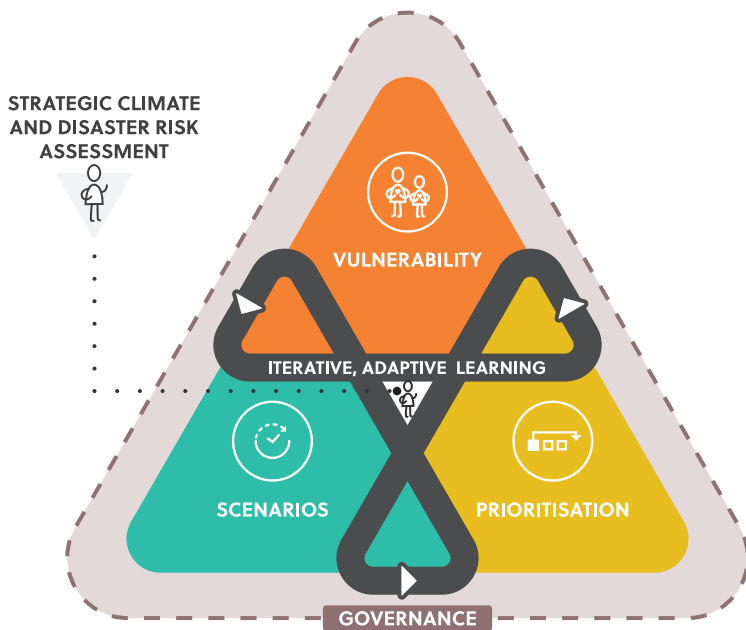 STRATEGIC CLIMATE
AND DISASTER RISK
ASSESSMENT
VULNERABILITY
ITERATIVE, ADAPTIVE LEARNING
SCENARIOS
PRIORITISATION
GOVERNANCE